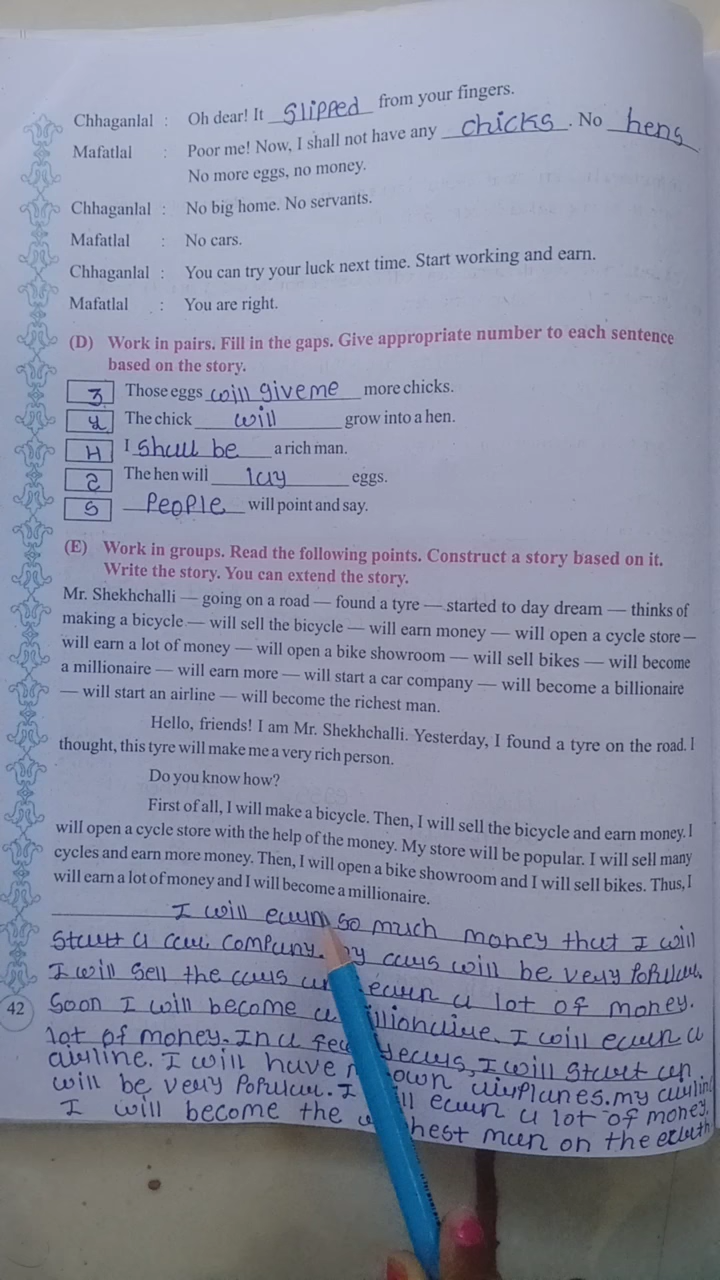 Chhaganlal : Oh dear! It slipped from your fingers.
Mafatlal : Poor me! Now, I shall not have any chicks. No hens
No more eggs, no money.
Chhaganlal : No big home. No servants.
Mafatlal : No cars.
Chhaganlal : You can try your luck next time. Start working and earn.
Mafatlal : You are right.
(D) Work in pairs. Fill in the gaps. Give appropriate number to each sentence
based on the story.
3 Those eggs will give me more chicks.
The chick will grow into a hen.
I shall be a rich man.
2 The hen will lay eggs.
5 People will point and say.
(E) Work in groups. Read the following points. Construct a story based on it.
Write the story. You can extend the story.
Mr. Shekhchalli — going on a road — found a tyre — started to day dream — thinks of
making a bicycle — will sell the bicycle — will earn money — will open a cycle store —
will earn a lot of money — will open a bike showroom — will sell bikes — will become
a millionaire — will earn more — will start a car company — will become a billionaire
— will start an airline — will become the richest man.
Hello, friends! I am Mr. Shekhchalli. Yesterday, I found a tyre on the road. I
thought, this tyre will make me a very rich person.
Do you know how?
First of all, I will make a bicycle. Then, I will sell the bicycle and earn money. I
will open a cycle store with the help of the money. My store will be popular. I will sell many
cycles and earn more money. Then, I will open a bike showroom and I will sell bikes. Thus, I
will earn a lot of money and I will become a millionaire.
I will earn so much money that I will
start a car company. my cars will be very popular.
I will sell the cars earn a lot of money.
42 Soon I will become a I will earn a
lot of money. In a few years, I will start an
airline. I will have own airplanes. my airline
will be very popular. I earn a lot of money.
I will become the man on the earth